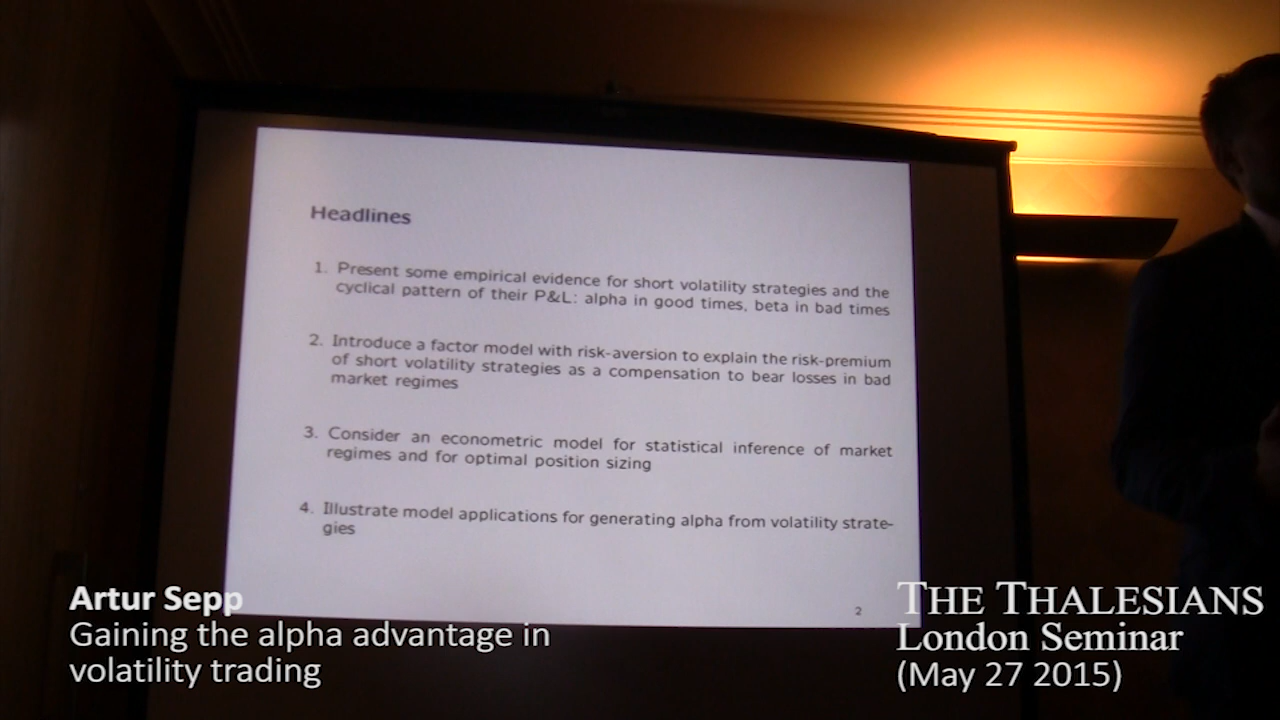 Headlines
1. Present some empirical evidence for short volatility strategies and the
cyclical pattern of their P&L: alpha in good times, beta in bad times
2. Introduce a factor model with risk-aversion to explain the risk-premium
of short volatility strategies as a compensation to bear losses in bad
market regimes
3. Consider an econometric model for statistical inference of market
regimes and for optimal position sizing
4. Illustrate model applications for generating alpha from volatility strate-
gies
2
Artur Sepp
Gaining the alpha advantage in
volatility trading
THE THALESIANS
London Seminar
(May 27 2015)